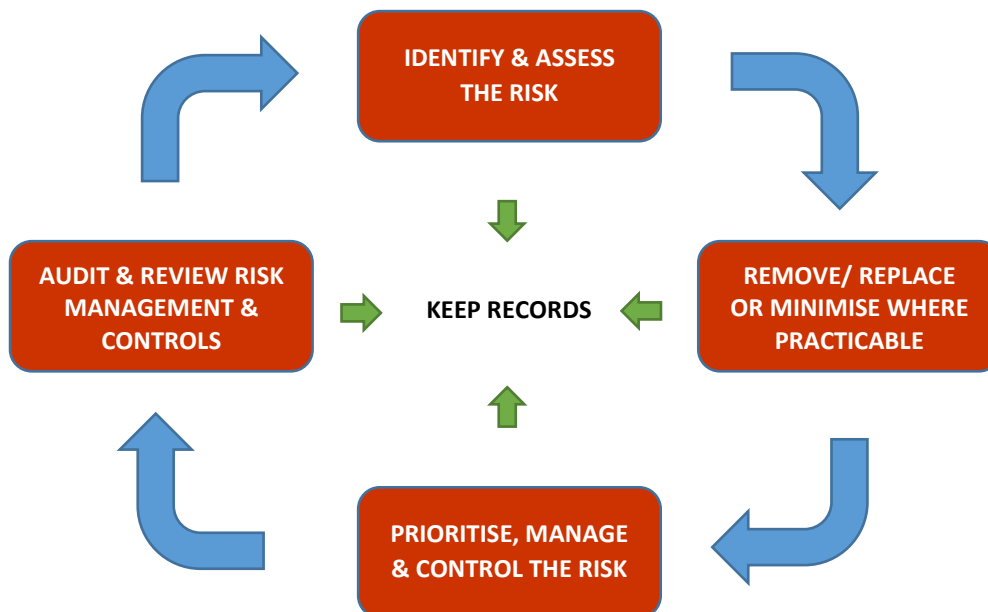 IDENTIFY & ASSESS
THE RISK
AUDIT & REVIEW RISK
MANAGEMENT &
CONTROLS
KEEP RECORDS
REMOVE/ REPLACE
OR MINIMISE WHERE
PRACTICABLE
PRIORITISE, MANAGE
& CONTROL THE RISK